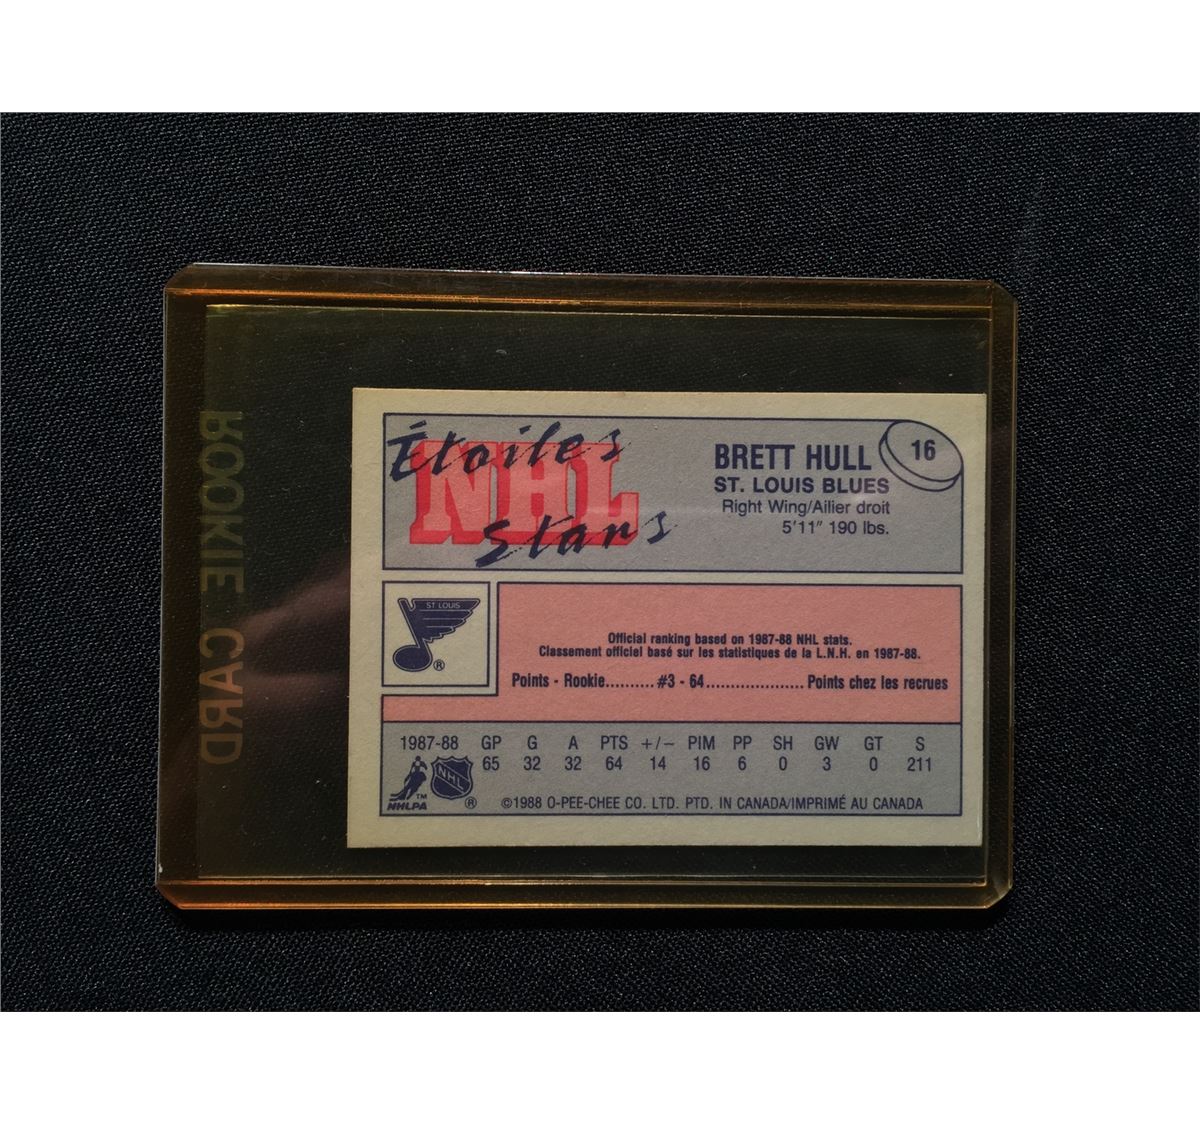 ROOKIE CARD
Étoiles
NHL
Stars
BRETT HULL
16
ST. LOUIS BLUES
Right Wing/Ailier droit
5'11" 190 lbs.
ST LOUIS
®
Official ranking based on 1987-88 NHL stats.
Classement officiel basé sur les statistiques de la L.N.H. en 1987-88.
Points - Rookie.......... #3 - 64.................... Points chez les recrues
1987-88 GP G A PTS +/− PIM PP SH GW GT S
65 32 32 64 14 16 6 0 3 0 211
NHL
NHLPA ™ ® ©1988 O-PEE-CHEE CO. LTD. PTD. IN CANADA/IMPRIMÉ AU CANADA